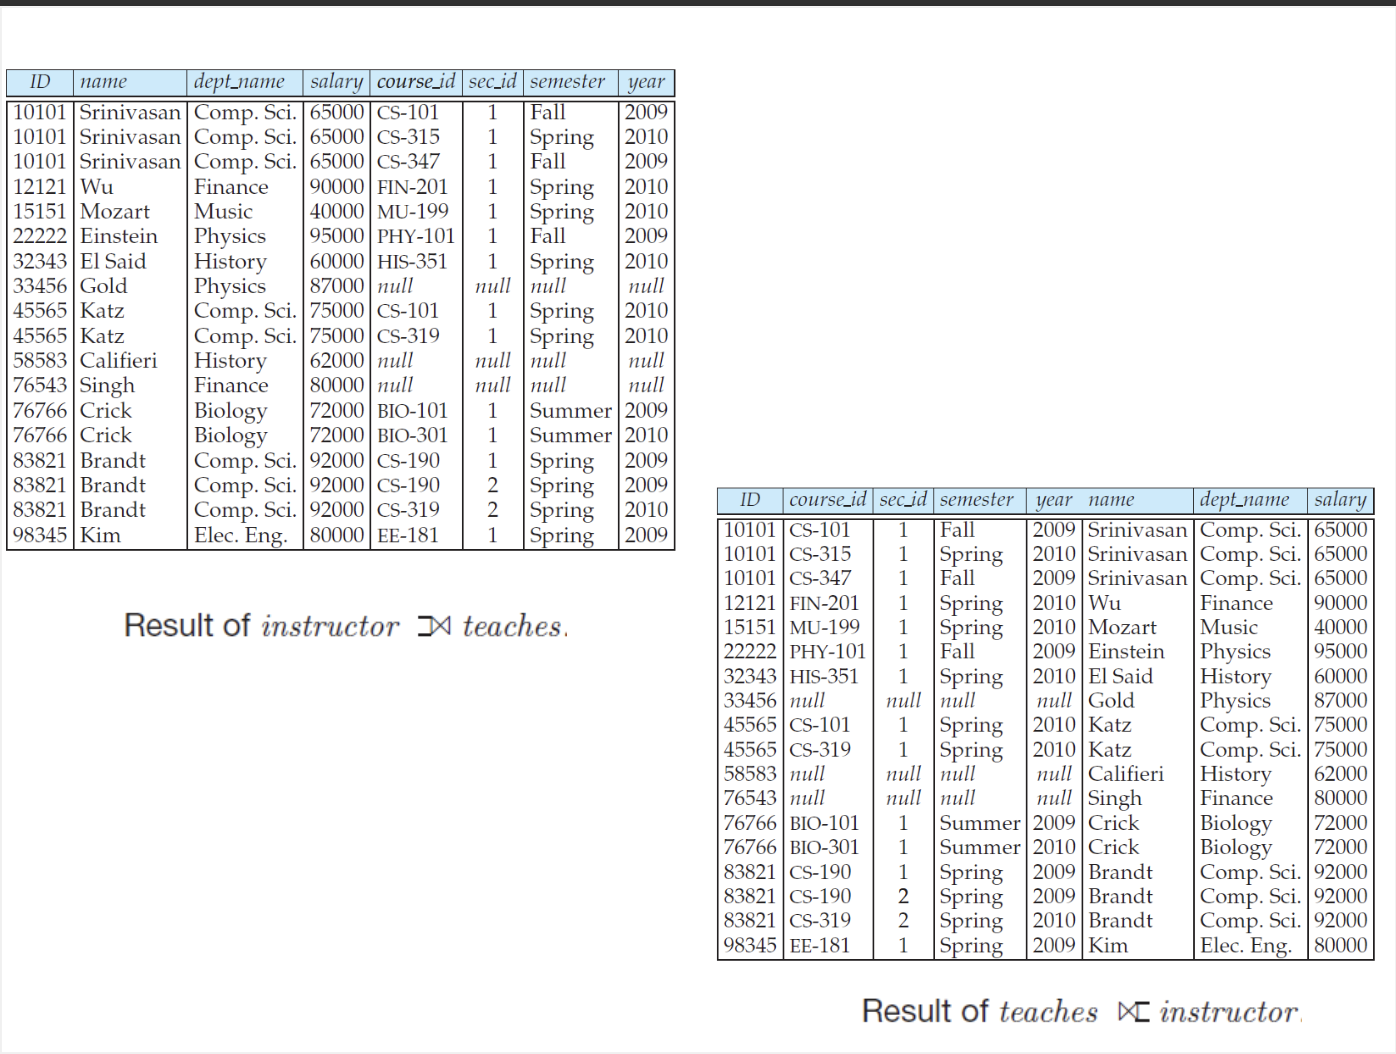 ID name dept_name salary course_id sec_id semester year
10101 Srinivasan Comp. Sci. 65000 CS-101 1 Fall 2009
10101 Srinivasan Comp. Sci. 65000 CS-315 1 Spring 2010
10101 Srinivasan Comp. Sci. 65000 CS-347 1 Fall 2009
12121 Wu Finance 90000 FIN-201 1 Spring 2010
15151 Mozart Music 40000 MU-199 1 Spring 2010
22222 Einstein Physics 95000 PHY-101 1 Fall 2009
32343 El Said History 60000 HIS-351 1 Spring 2010
33456 Gold Physics 87000 null null null null
45565 Katz Comp. Sci. 75000 CS-101 1 Spring 2010
45565 Katz Comp. Sci. 75000 CS-319 1 Spring 2010
58583 Califieri History 62000 null null null null
76543 Singh Finance 80000 null null null null
76766 Crick Biology 72000 BIO-101 1 Summer 2009
76766 Crick Biology 72000 BIO-301 1 Summer 2010
83821 Brandt Comp. Sci. 92000 CS-190 1 Spring 2009
83821 Brandt Comp. Sci. 92000 CS-190 2 Spring 2009
83821 Brandt Comp. Sci. 92000 CS-319 2 Spring 2010
98345 Kim Elec. Eng. 80000 EE-181 1 Spring 2009
Result of instructor ⟕ teaches.
ID course_id sec_id semester year name dept_name salary
10101 CS-101 1 Fall 2009 Srinivasan Comp. Sci. 65000
10101 CS-315 1 Spring 2010 Srinivasan Comp. Sci. 65000
10101 CS-347 1 Fall 2009 Srinivasan Comp. Sci. 65000
12121 FIN-201 1 Spring 2010 Wu Finance 90000
15151 MU-199 1 Spring 2010 Mozart Music 40000
22222 PHY-101 1 Fall 2009 Einstein Physics 95000
32343 HIS-351 1 Spring 2010 El Said History 60000
33456 null null null null Gold Physics 87000
45565 CS-101 1 Spring 2010 Katz Comp. Sci. 75000
45565 CS-319 1 Spring 2010 Katz Comp. Sci. 75000
58583 null null null null Califieri History 62000
76543 null null null null Singh Finance 80000
76766 BIO-101 1 Summer 2009 Crick Biology 72000
76766 BIO-301 1 Summer 2010 Crick Biology 72000
83821 CS-190 1 Spring 2009 Brandt Comp. Sci. 92000
83821 CS-190 2 Spring 2009 Brandt Comp. Sci. 92000
83821 CS-319 2 Spring 2010 Brandt Comp. Sci. 92000
98345 EE-181 1 Spring 2009 Kim Elec. Eng. 80000
Result of teaches ⟖ instructor.